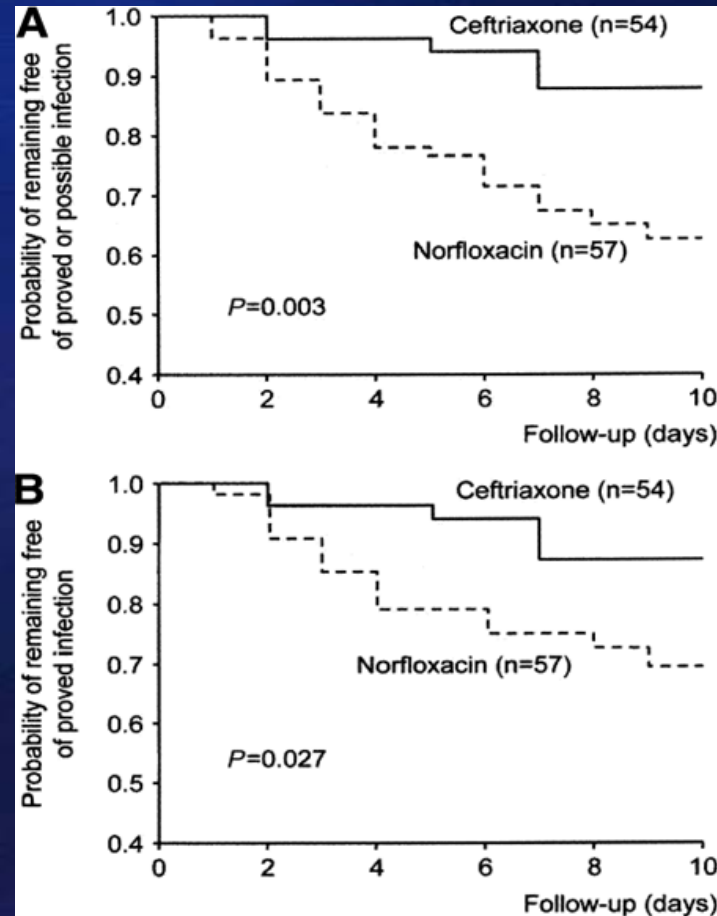 A
Probability of remaining free
of proved or possible infection
1.0
0.9
0.8
0.7
0.6
0.5
0.4
Ceftriaxone (n=54)
Norfloxacin (n=57)
P=0.003
0 2 4 6 8 10
Follow-up (days)
B
Probability of remaining free
of proved infection
1.0
0.9
0.8
0.7
0.6
0.5
0.4
Ceftriaxone (n=54)
Norfloxacin (n=57)
P=0.027
0 2 4 6 8 10
Follow-up (days)